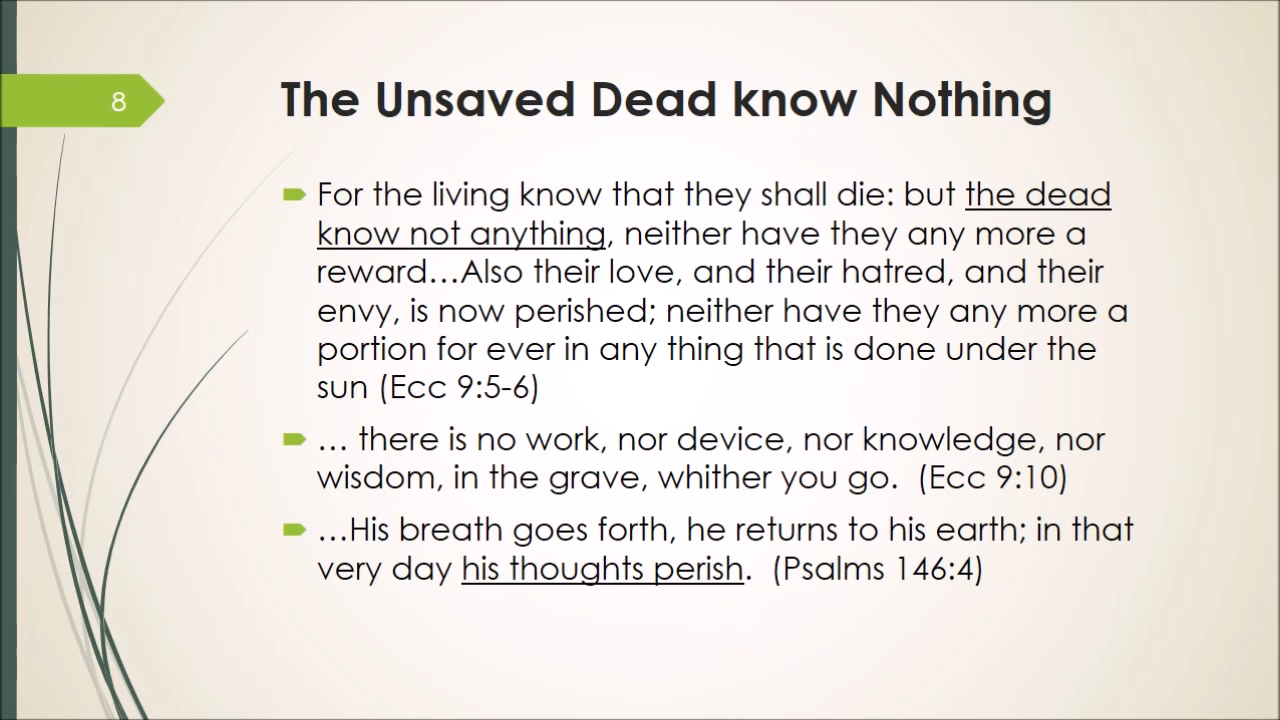 8
The Unsaved Dead know Nothing
For the living know that they shall die: but the dead
know not anything, neither have they any more a
reward…Also their love, and their hatred, and their
envy, is now perished; neither have they any more a
portion for ever in any thing that is done under the
sun (Ecc 9:5-6)
… there is no work, nor device, nor knowledge, nor
wisdom, in the grave, whither you go.  (Ecc 9:10)
…His breath goes forth, he returns to his earth; in that
very day his thoughts perish.  (Psalms 146:4)